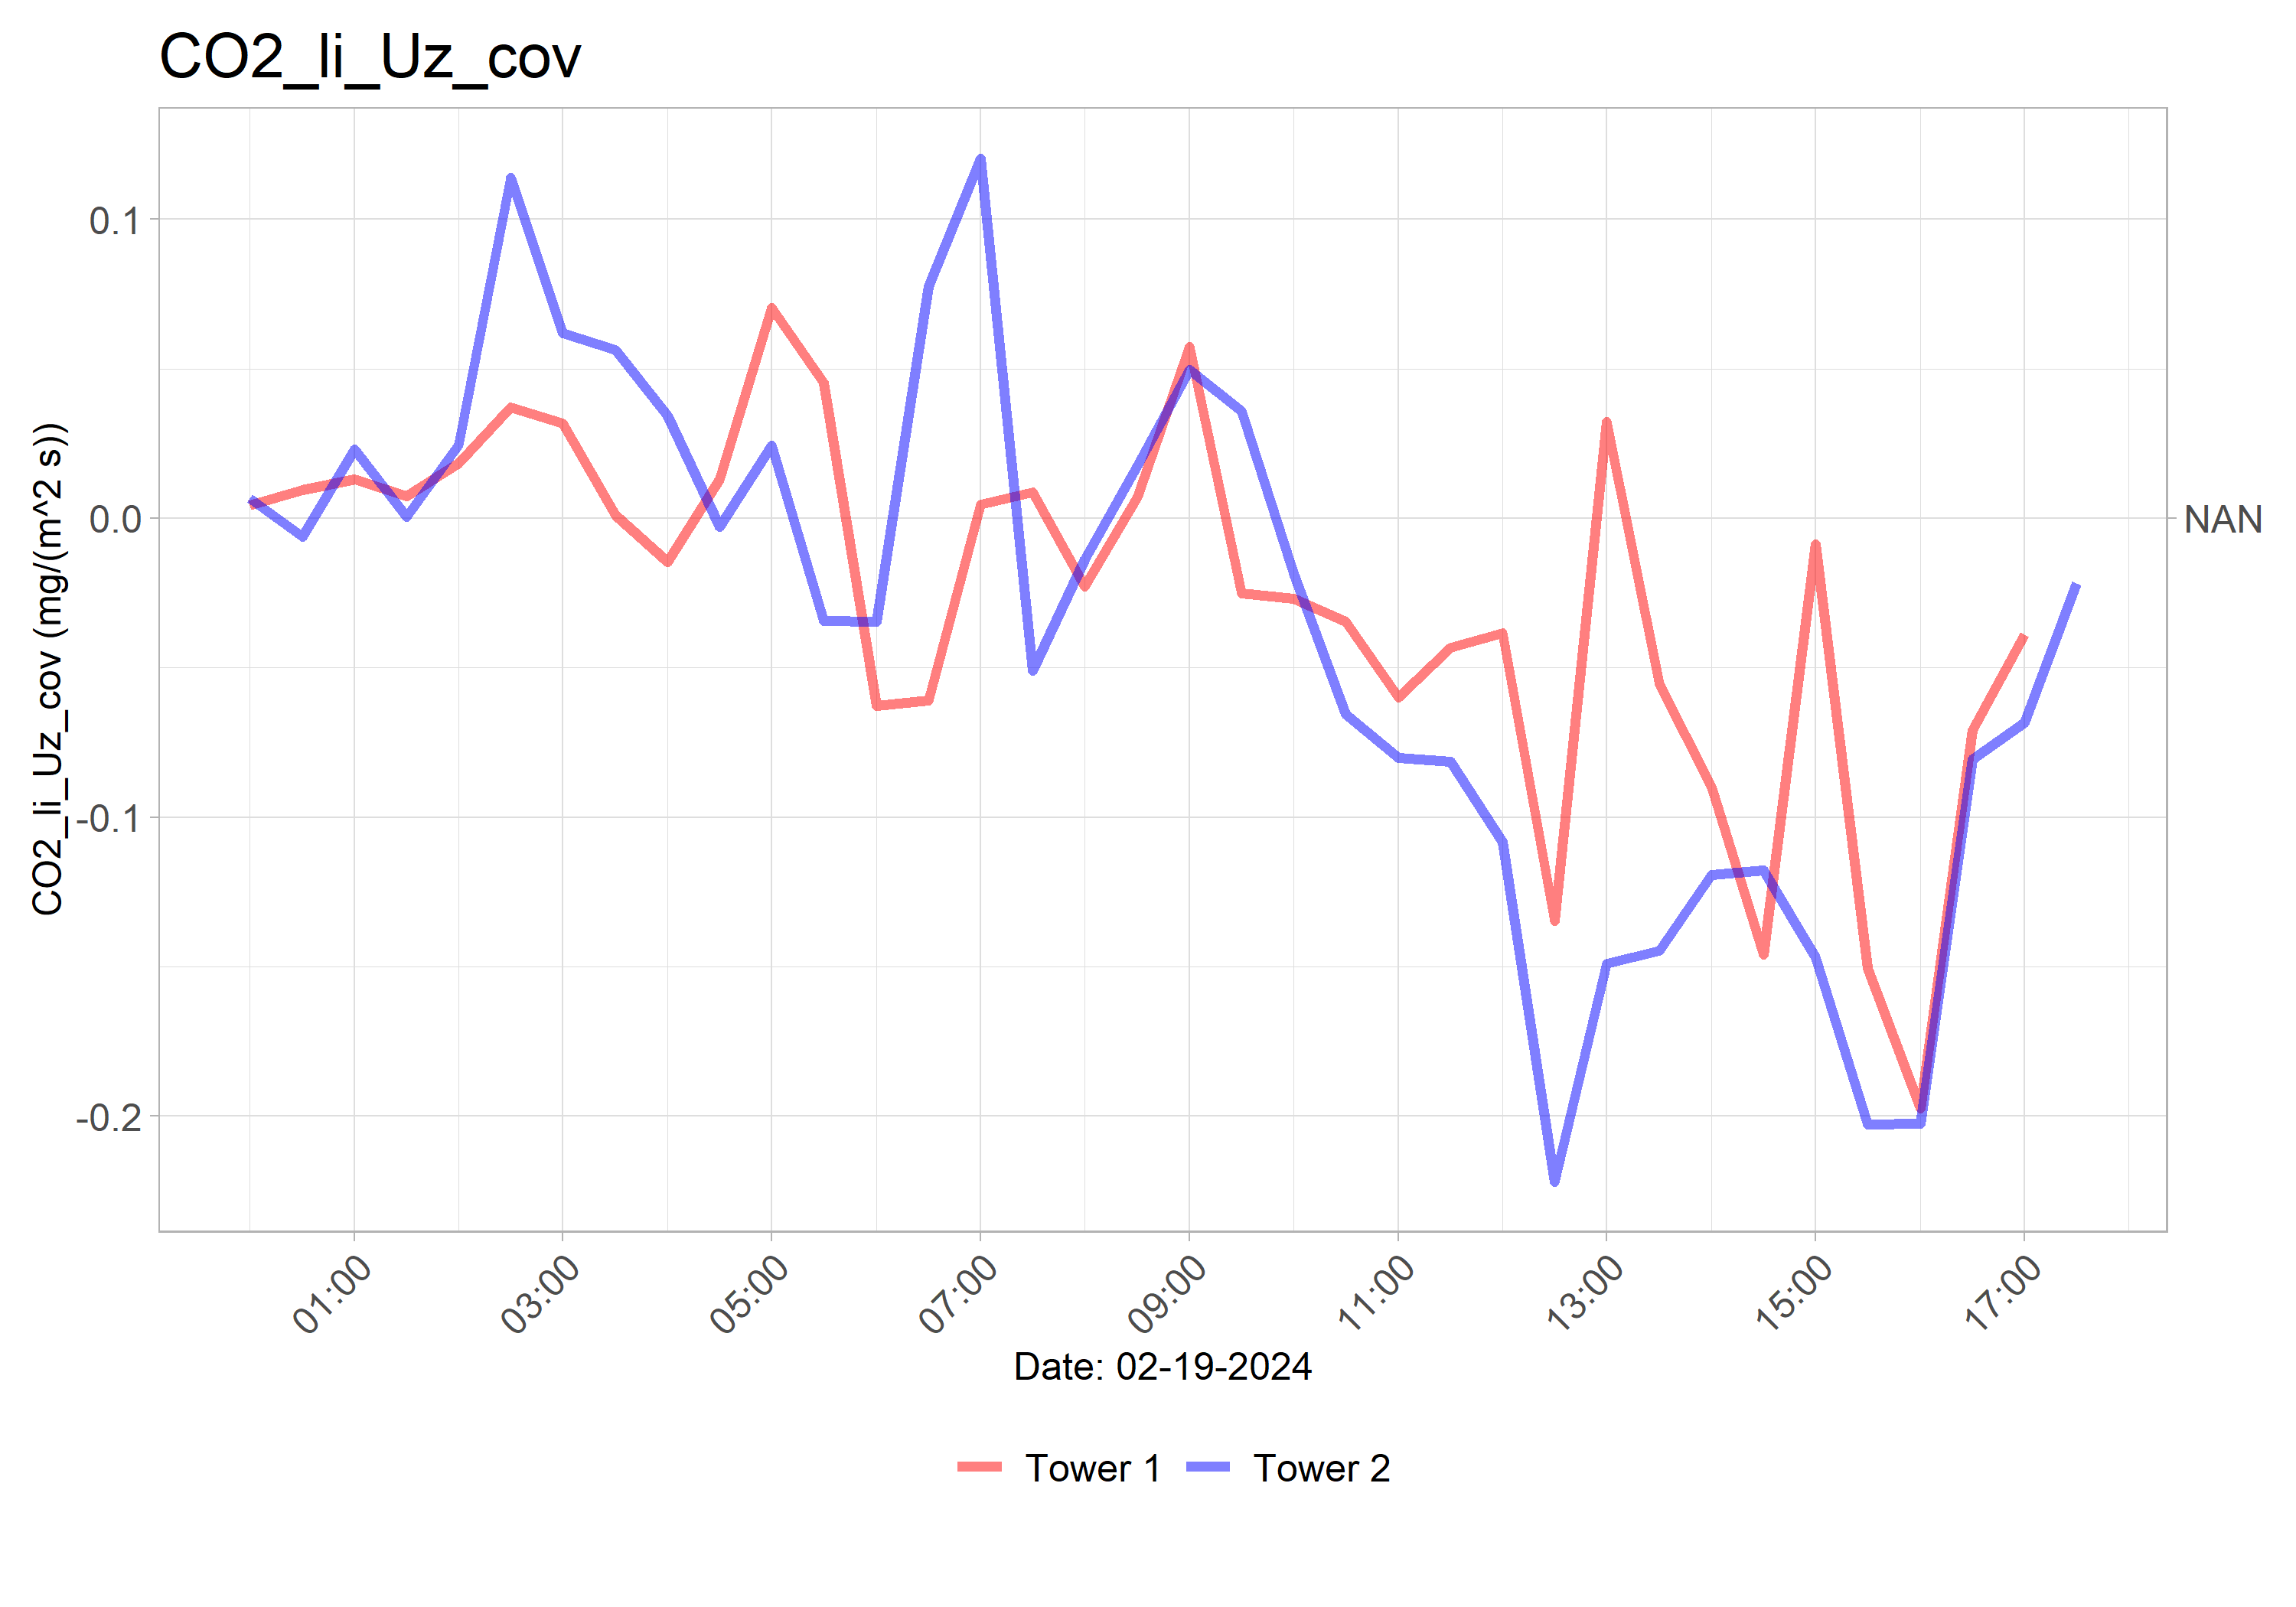 CO2_li_Uz_cov
CO2_li_Uz_cov (mg/(m^2 s))
0.1
0.0
-0.1
-0.2
NAN
01:00
03:00
05:00
07:00
09:00
11:00
13:00
15:00
17:00
Date: 02-19-2024
Tower 1
Tower 2